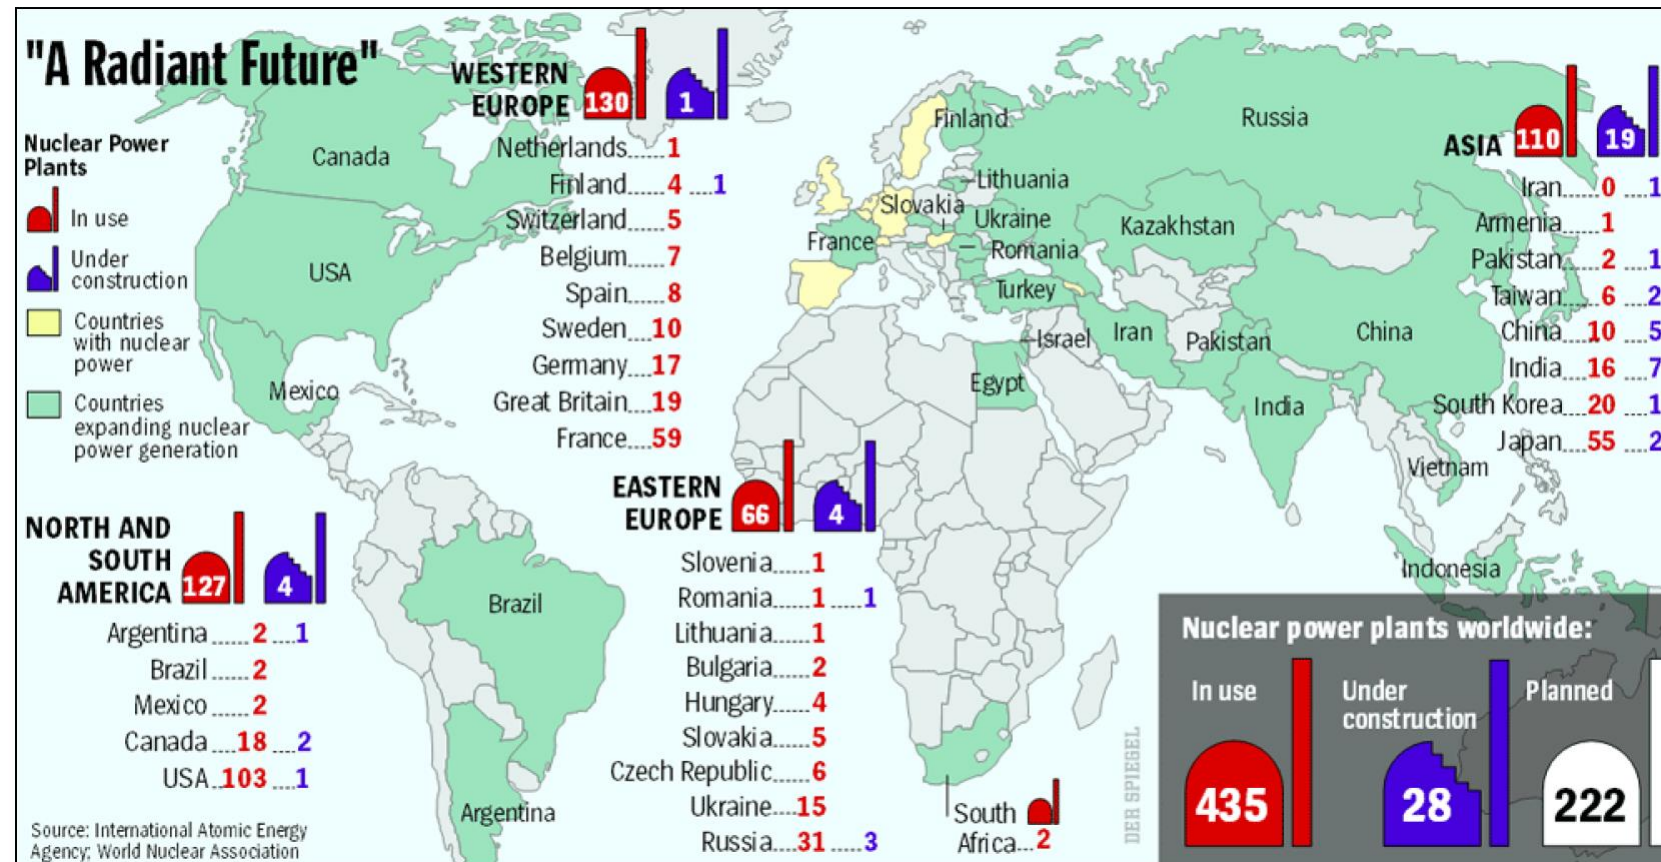 "A Radiant Future"
Nuclear Power
Plants
In use
Under
construction
Countries
with nuclear
power
Countries
expanding nuclear
power generation
WESTERN
EUROPE 130 1
Netherlands......1
Finland.....4 ....1
Switzerland.....5
Belgium.....7
Spain.....8
Sweden....10
Germany....17
Great Britain....19
France....59
ASIA 110 19
Iran.....0 ....1
Armenia.....1
Pakistan.....2 ....1
Taiwan.....6 ....2
China....10 ....5
India....16 ....7
South Korea....20 ....1
Japan....55 ....2
NORTH AND
SOUTH
AMERICA 127 4
Argentina......2 ....1
Brazil......2
Mexico......2
Canada....18 ....2
USA..103 ....1
EASTERN
EUROPE 66 4
Slovenia......1
Romania......1 .....1
Lithuania......1
Bulgaria......2
Hungary......4
Slovakia......5
Czech Republic......6
Ukraine....15
Russia....31 ....3
South
Africa...2
Canada
USA
Mexico
Brazil
Argentina
Finland
Russia
Lithuania
Slovakia
Ukraine
France
Romania
Kazakhstan
Turkey
Israel
Iran
Pakistan
China
Egypt
India
Vietnam
Indonesia
Nuclear power plants worldwide:
In use
Under
construction
Planned
435
28
222
DER SPIEGEL
Source: International Atomic Energy
Agency; World Nuclear Association